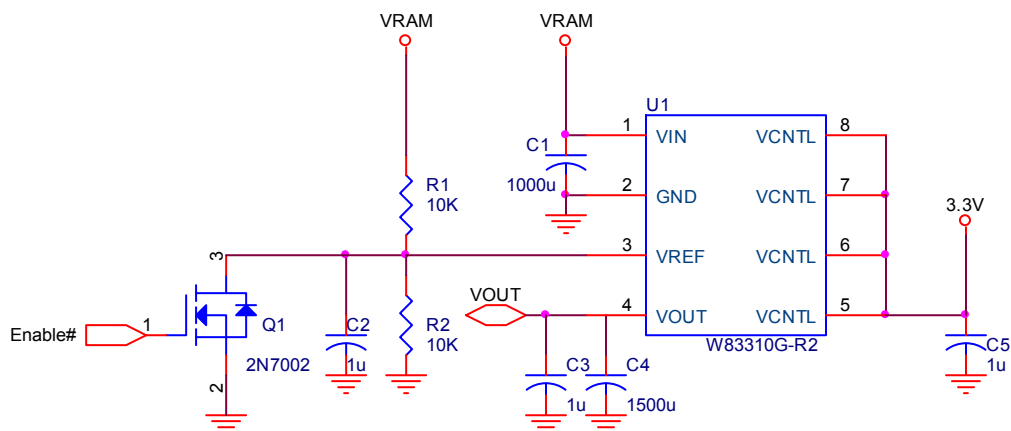 VRAM
VRAM
U1
1 VIN VCNTL 8
C1
1000u
2 GND VCNTL 7
R1
10K
3.3V
3 VREF VCNTL 6
3
VOUT
4 VOUT VCNTL 5
Enable#
1
Q1
2N7002
2
C2
1u
R2
10K
C3
1u
C4
1500u
W83310G-R2
C5
1u